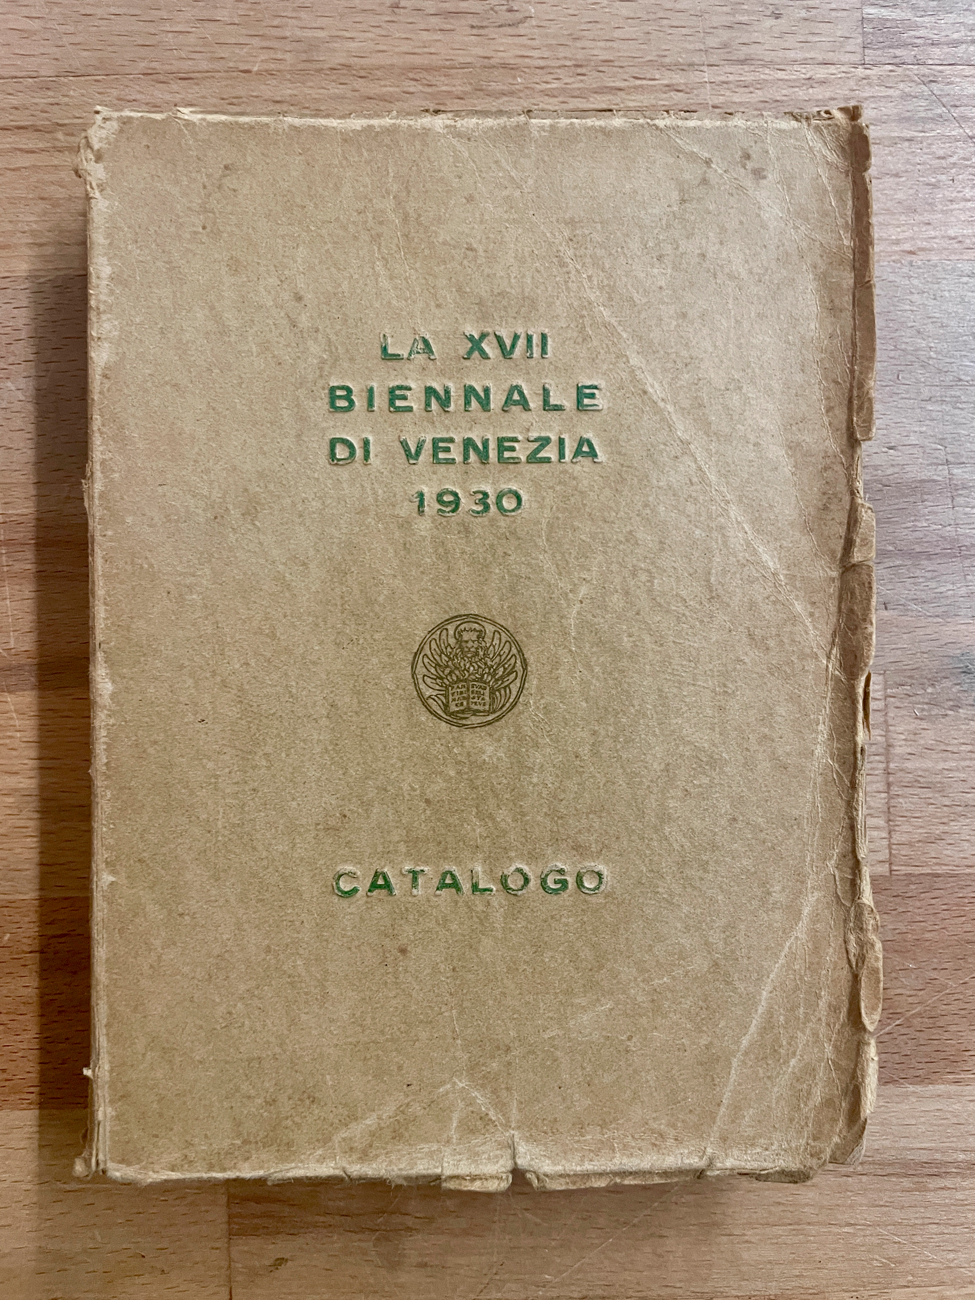 LA XVII
BIENNALE
DI VENEZIA
1930
CATALOGO